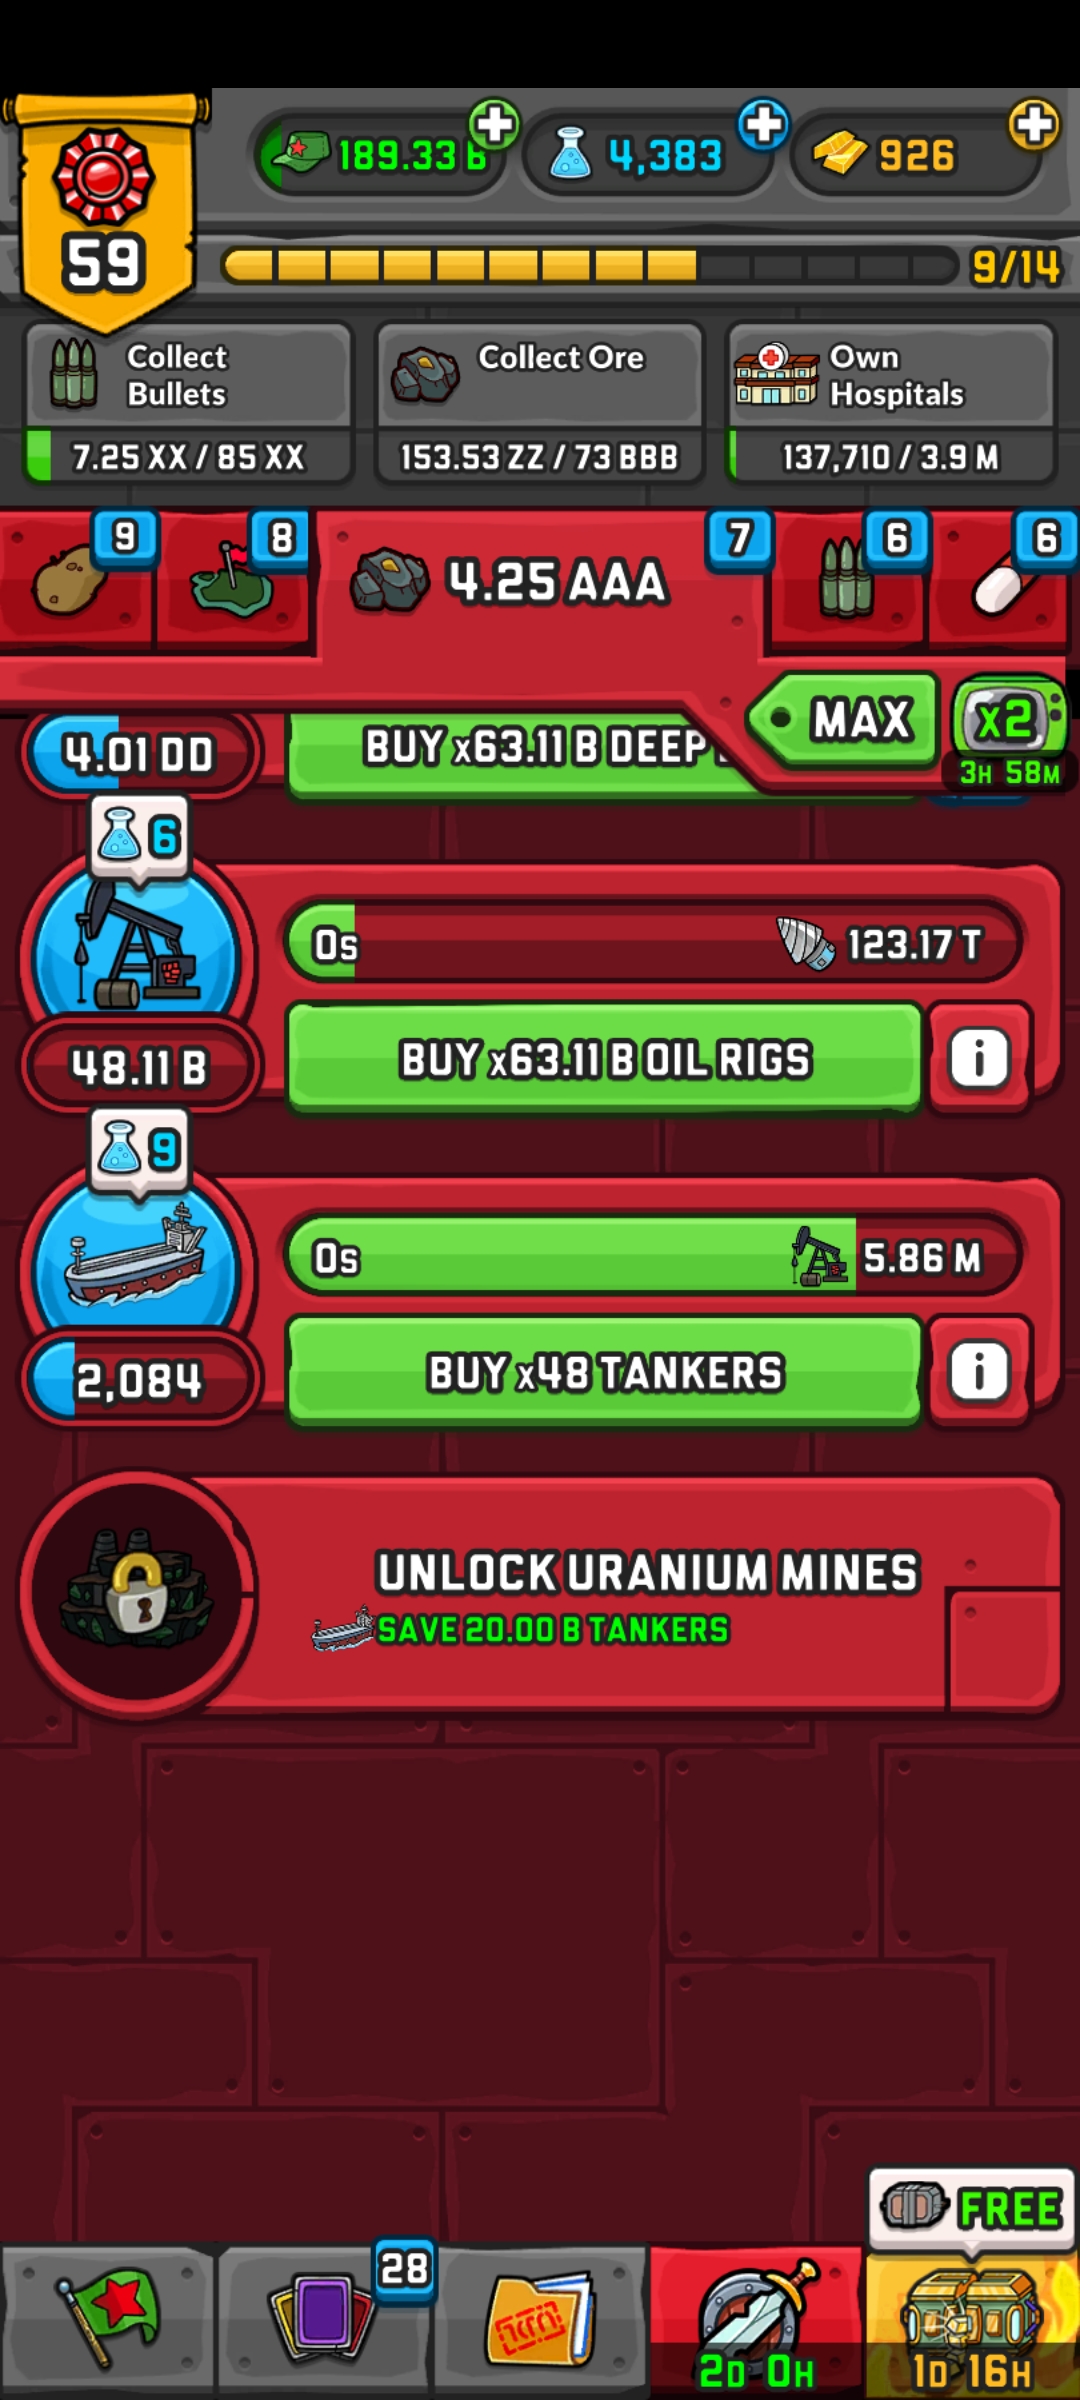 59
189.33 B
4,383
926
9/14
Collect
Bullets
7.25 XX / 85 XX
Collect Ore
153.53 ZZ / 73 BBB
Own
Hospitals
137,710 / 3.9 M
9
8
4.25 AAA
7
6
6
MAX
x2
3H 58M
4.01 DD
BUY x63.11 B DEEP
6
0s
123.17 T
48.11 B
BUY x63.11 B OIL RIGS
i
9
0s
5.86 M
2,084
BUY x48 TANKERS
i
UNLOCK URANIUM MINES
SAVE 20.00 B TANKERS
FREE
28
2D 0H
1D 16H